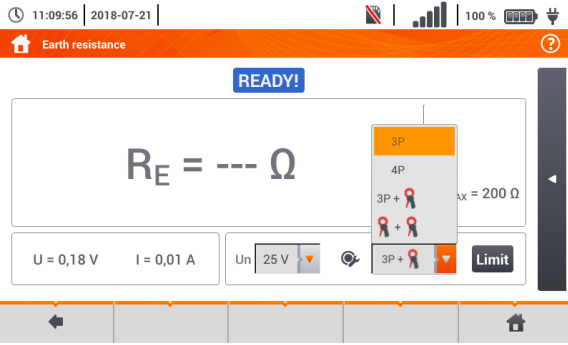 11:09:56 2018-07-21 100 %
Earth resistance ?
READY!
RE = --- Ω
3P
4P
3P +
+
AX = 200 Ω
U = 0,18 V I = 0,01 A
Un 25 V 3P + Limit